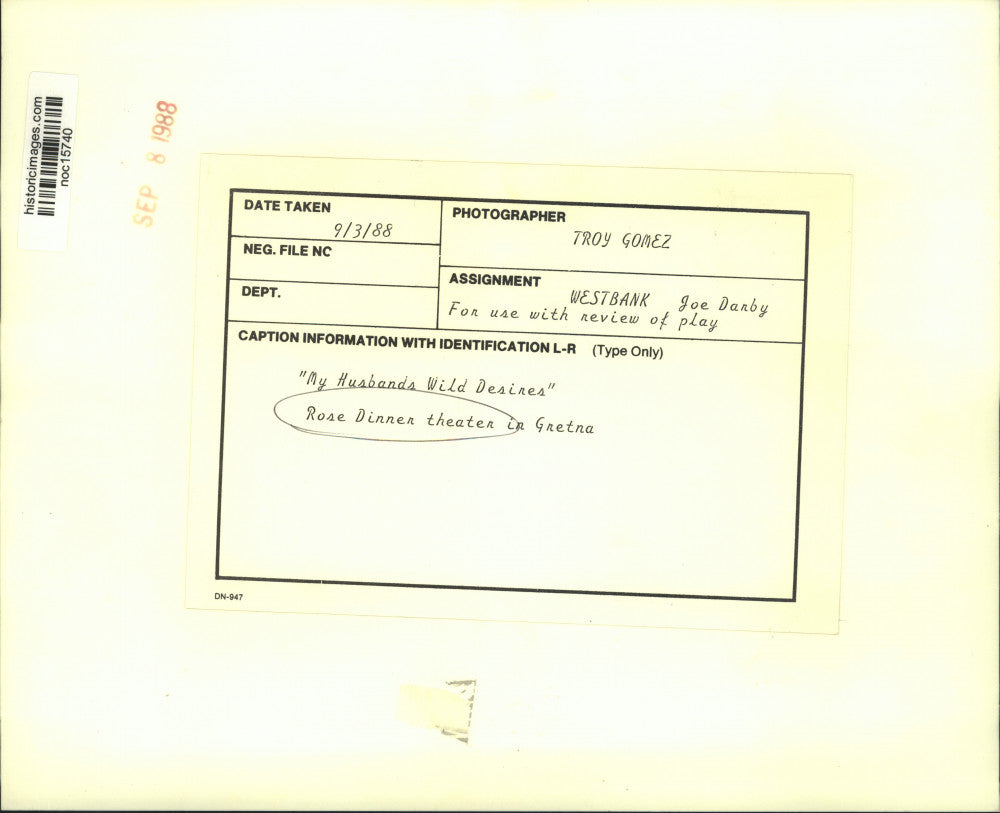 historicimages.com
noc15740
SEP 8 1988
DATE TAKEN
9/3/88
PHOTOGRAPHER
TROY GOMEZ
NEG. FILE NO
DEPT.
ASSIGNMENT
WESTBANK Joe Danby
For use with review of play
CAPTION INFORMATION WITH IDENTIFICATION L-R (Type Only)
"My Husbands Wild Desires"
Rose Dinner theater in Gretna
DN-947